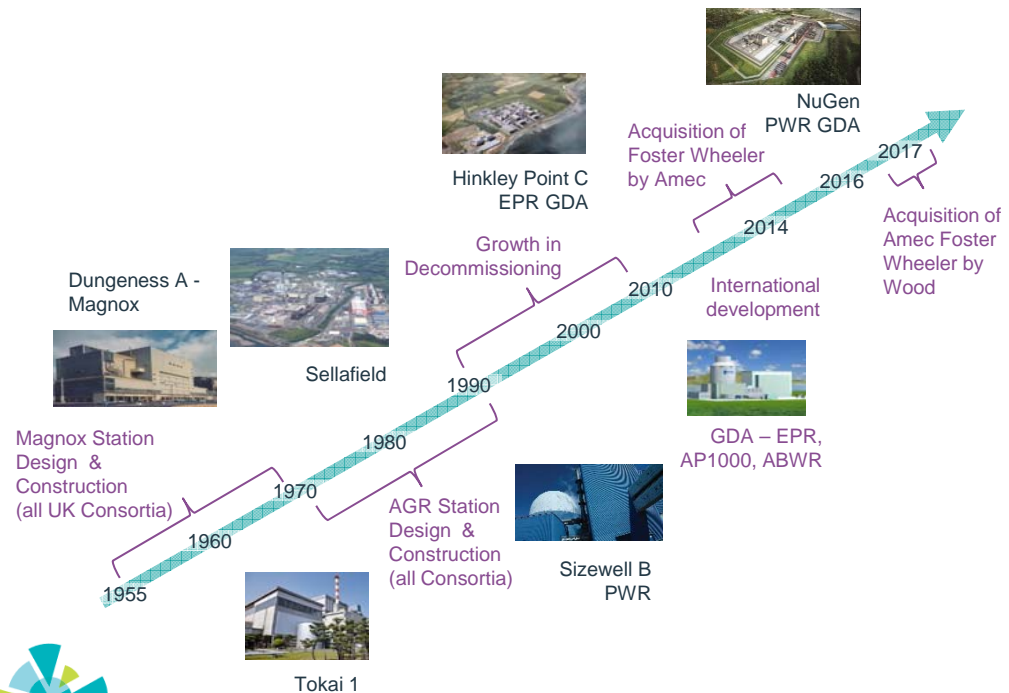 NuGen
PWR GDA
Acquisition of
Foster Wheeler
by Amec
2017
2016
Hinkley Point C
EPR GDA
Acquisition of
Amec Foster
Wheeler by
Wood
2014
Growth in
Decommissioning
2010
International
development
Dungeness A -
Magnox
2000
Sellafield
1990
GDA – EPR,
AP1000, ABWR
Magnox Station
Design &
Construction
(all UK Consortia)
1980
1970
AGR Station
Design &
Construction
(all Consortia)
1960
Sizewell B
PWR
1955
Tokai 1